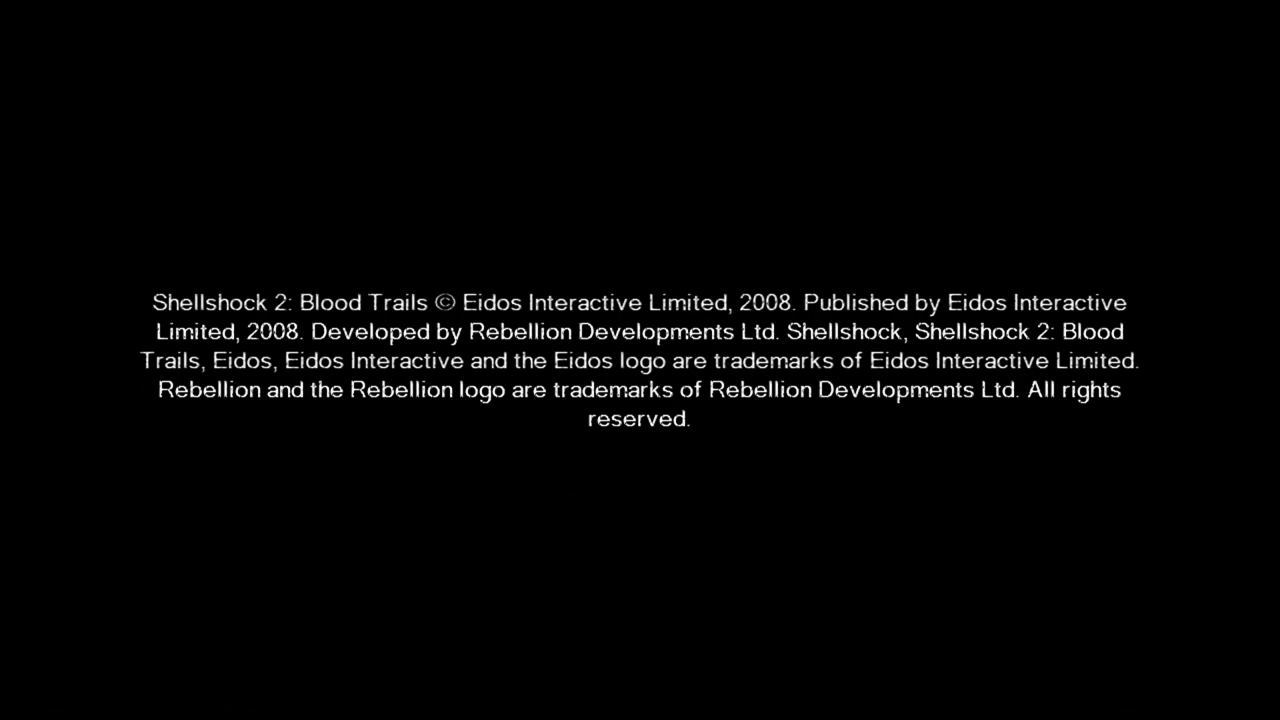 Shellshock 2: Blood Trails © Eidos Interactive Limited, 2008. Published by Eidos Interactive
Limited, 2008. Developed by Rebellion Developments Ltd. Shellshock, Shellshock 2: Blood
Trails, Eidos, Eidos Interactive and the Eidos logo are trademarks of Eidos Interactive Limited.
Rebellion and the Rebellion logo are trademarks of Rebellion Developments Ltd. All rights
reserved.